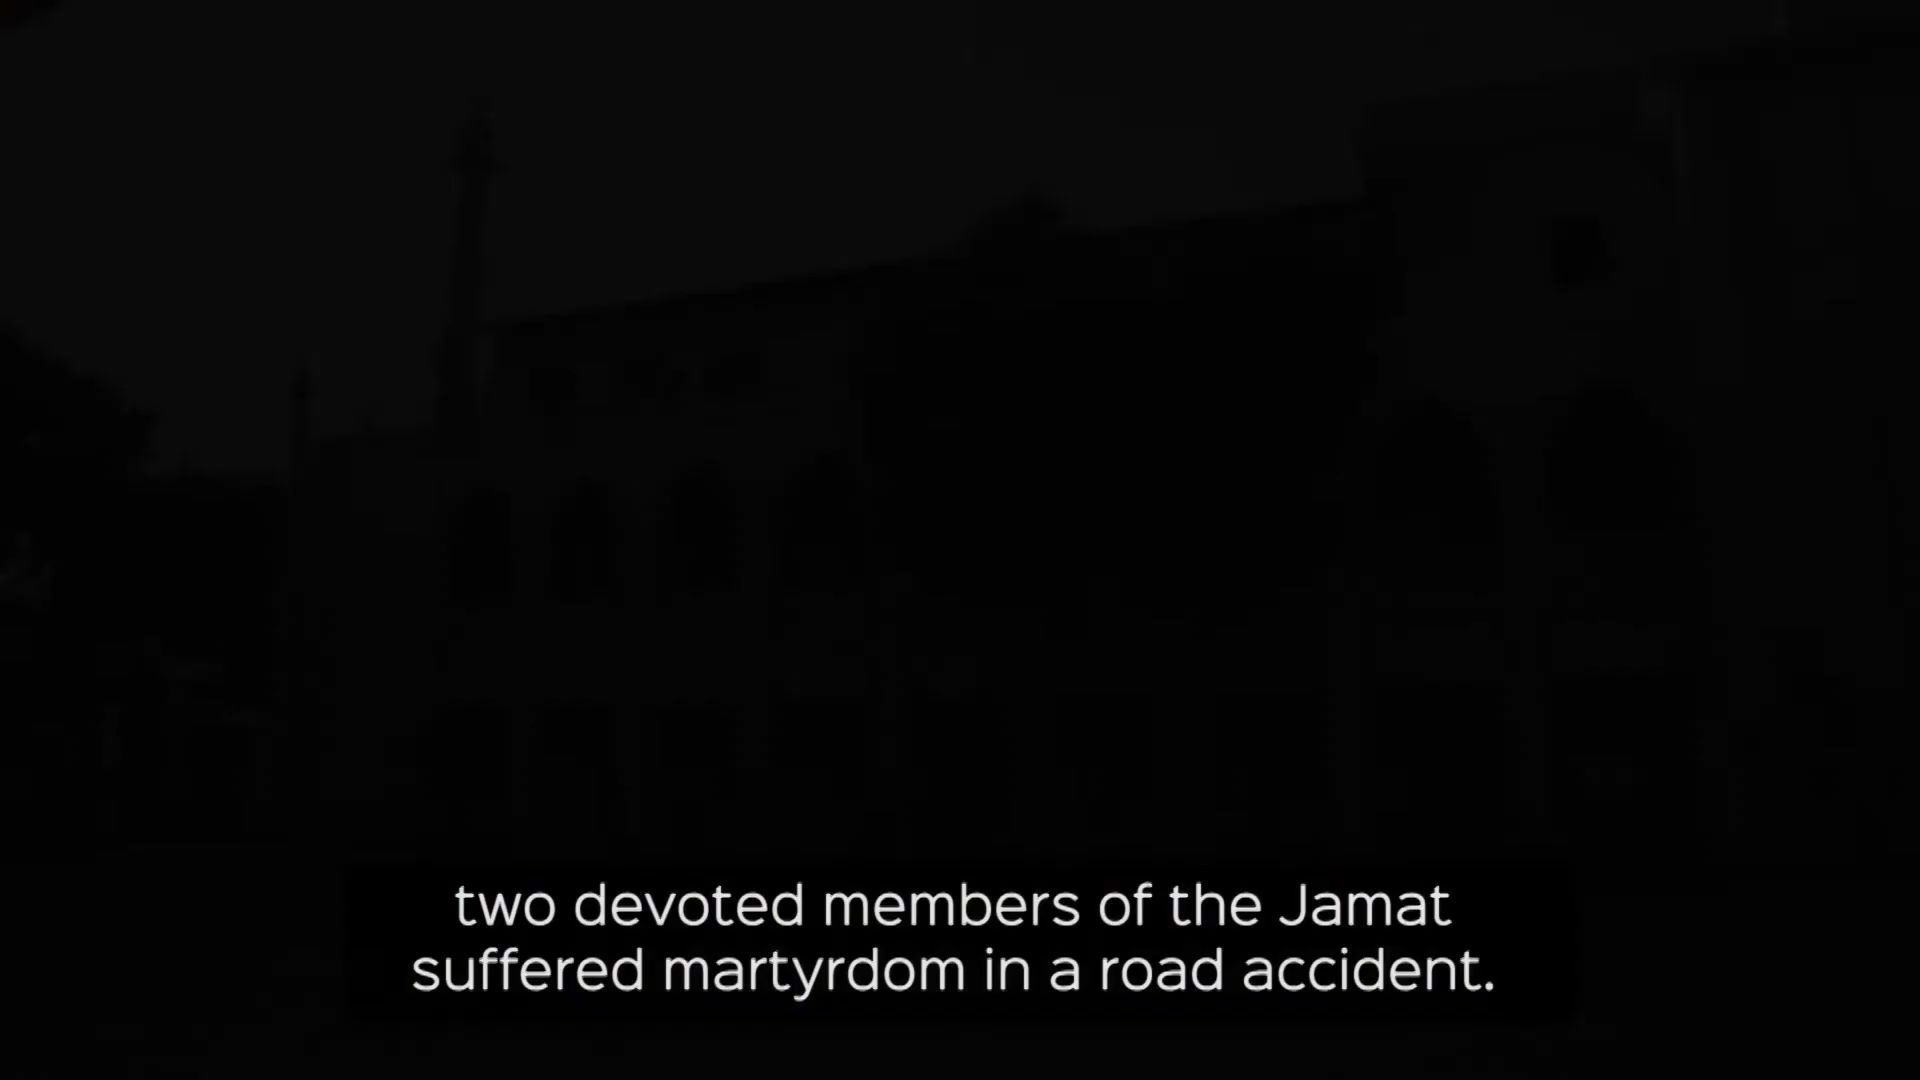 two devoted members of the Jamat
suffered martyrdom in a road accident.